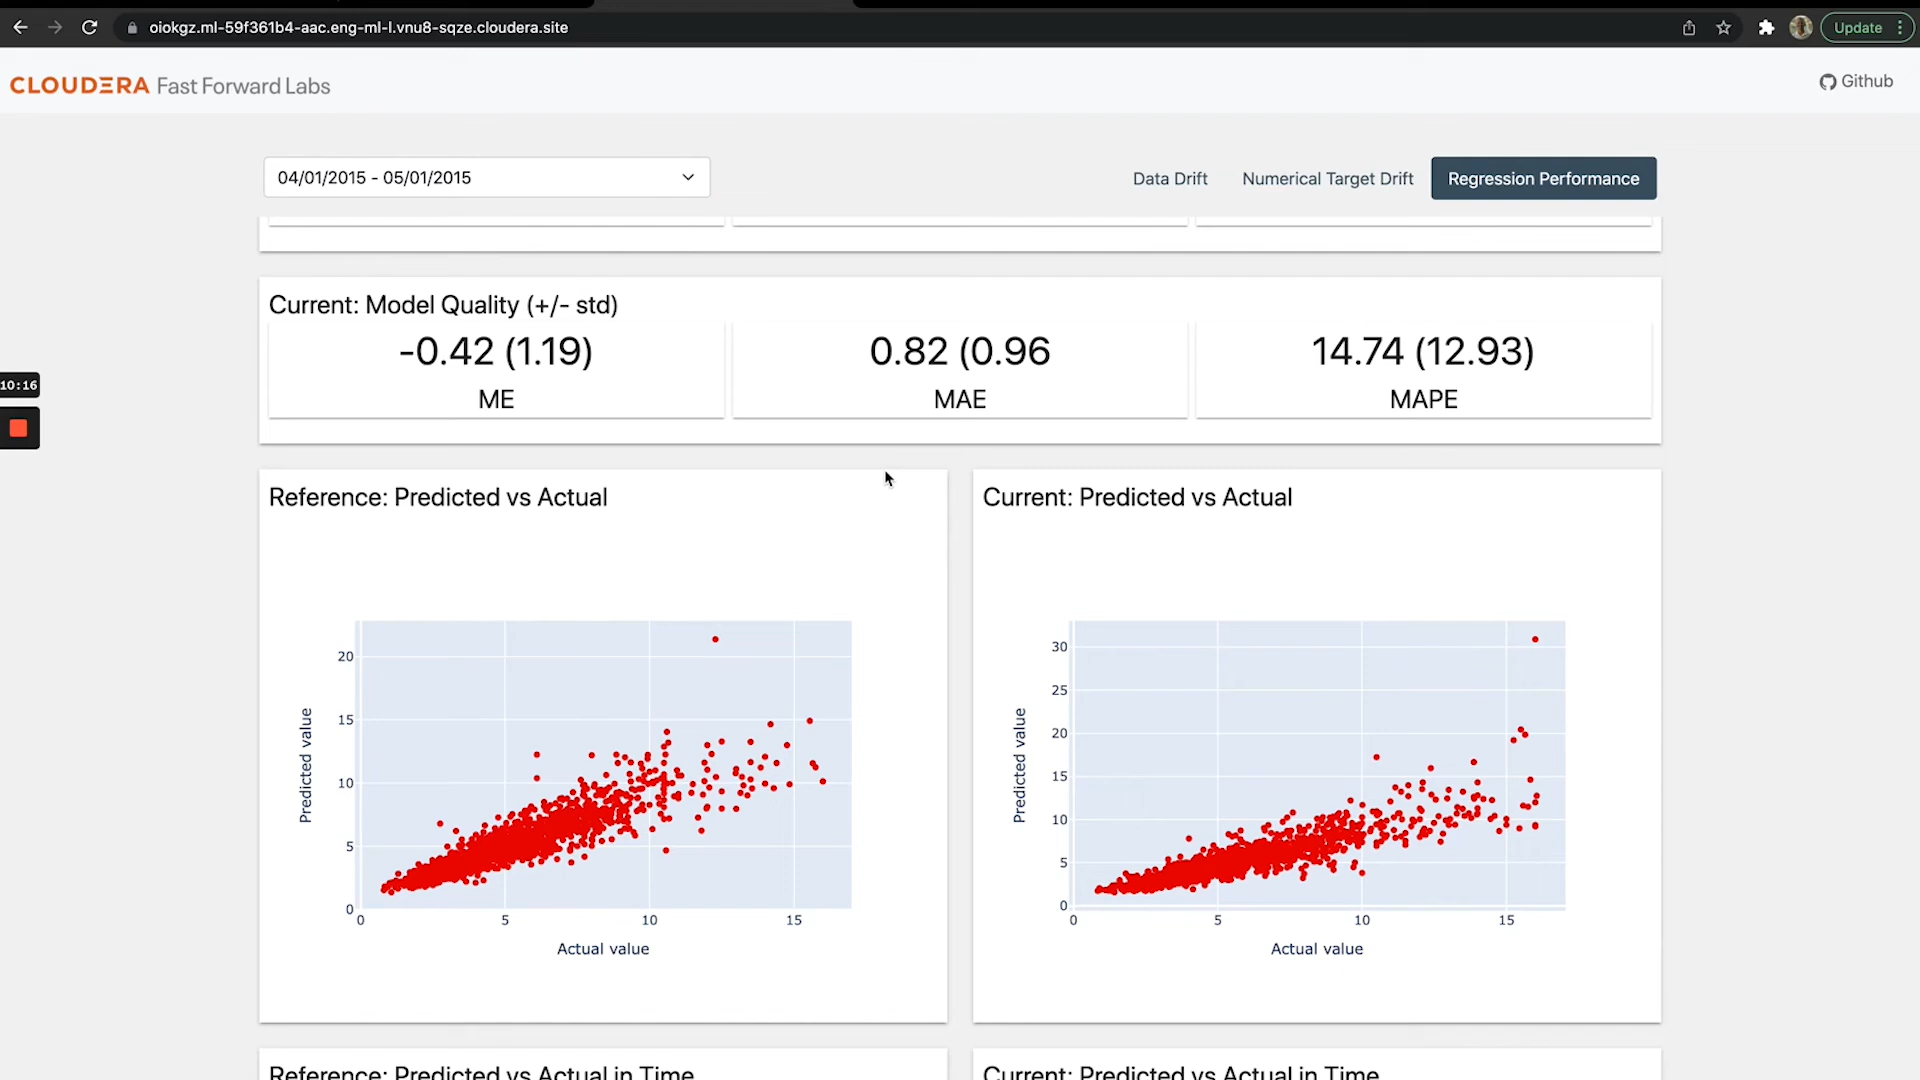 oiokgz.ml-59f361b4-aac.eng-ml-l.vnu8-sqze.cloudera.site
Update
CLOUDERA Fast Forward Labs
Github
04/01/2015 - 05/01/2015
Data Drift
Numerical Target Drift
Regression Performance
Current: Model Quality (+/- std)
-0.42 (1.19)
0.82 (0.96
14.74 (12.93)
ME
MAE
MAPE
10:16
Reference: Predicted vs Actual
20
15
10
5
0
Predicted value
0
5
10
15
Actual value
Current: Predicted vs Actual
30
25
20
15
10
5
0
Predicted value
0
5
10
15
Actual value
Reference: Predicted vs Actual in Time
Current: Predicted vs Actual in Time